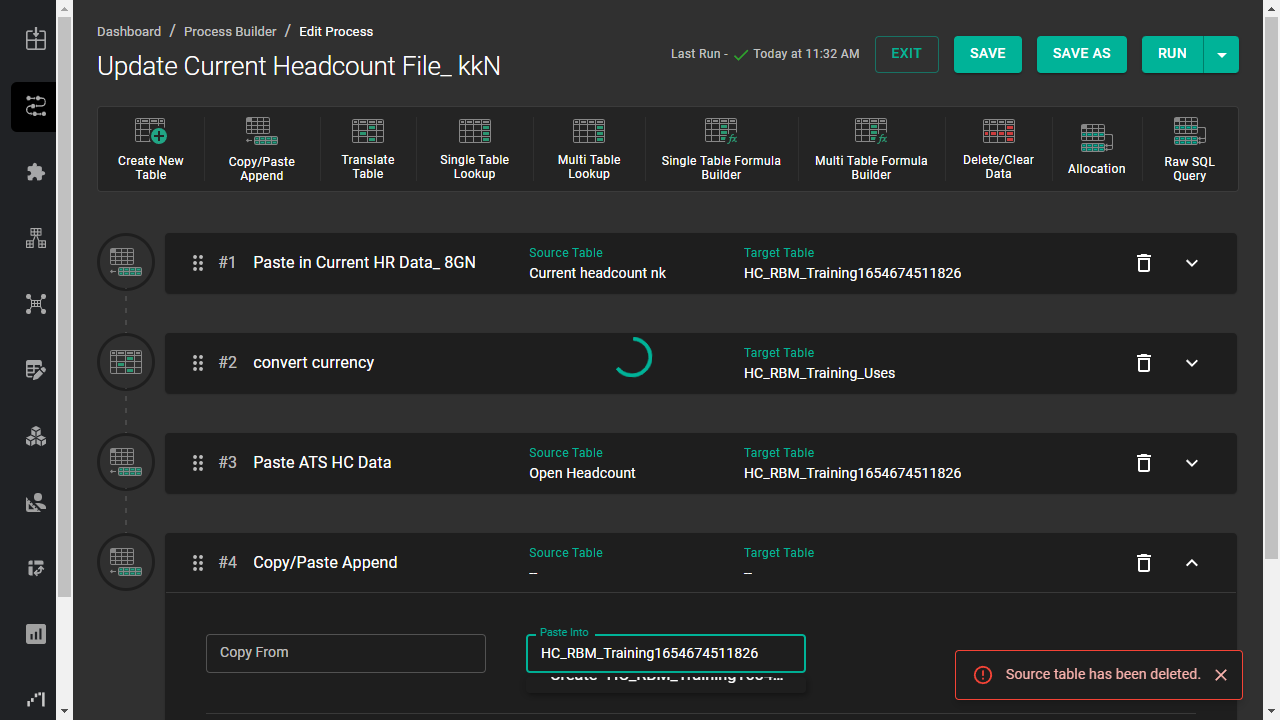 Dashboard / Process Builder / Edit Process
Update Current Headcount File_ kkN
Last Run - Today at 11:32 AM
EXIT
SAVE
SAVE AS
RUN
Create New
Table
Copy/Paste
Append
Translate
Table
Single Table
Lookup
Multi Table
Lookup
Single Table Formula
Builder
Multi Table Formula
Builder
Delete/Clear
Data
Allocation
Raw SQL
Query
#1 Paste in Current HR Data_ 8GN
Source Table
Current headcount nk
Target Table
HC_RBM_Training1654674511826
#2 convert currency
Target Table
HC_RBM_Training_Uses
#3 Paste ATS HC Data
Source Table
Open Headcount
Target Table
HC_RBM_Training1654674511826
#4 Copy/Paste Append
Source Table
--
Target Table
--
Copy From
Paste Into
HC_RBM_Training1654674511826
Source table has been deleted.